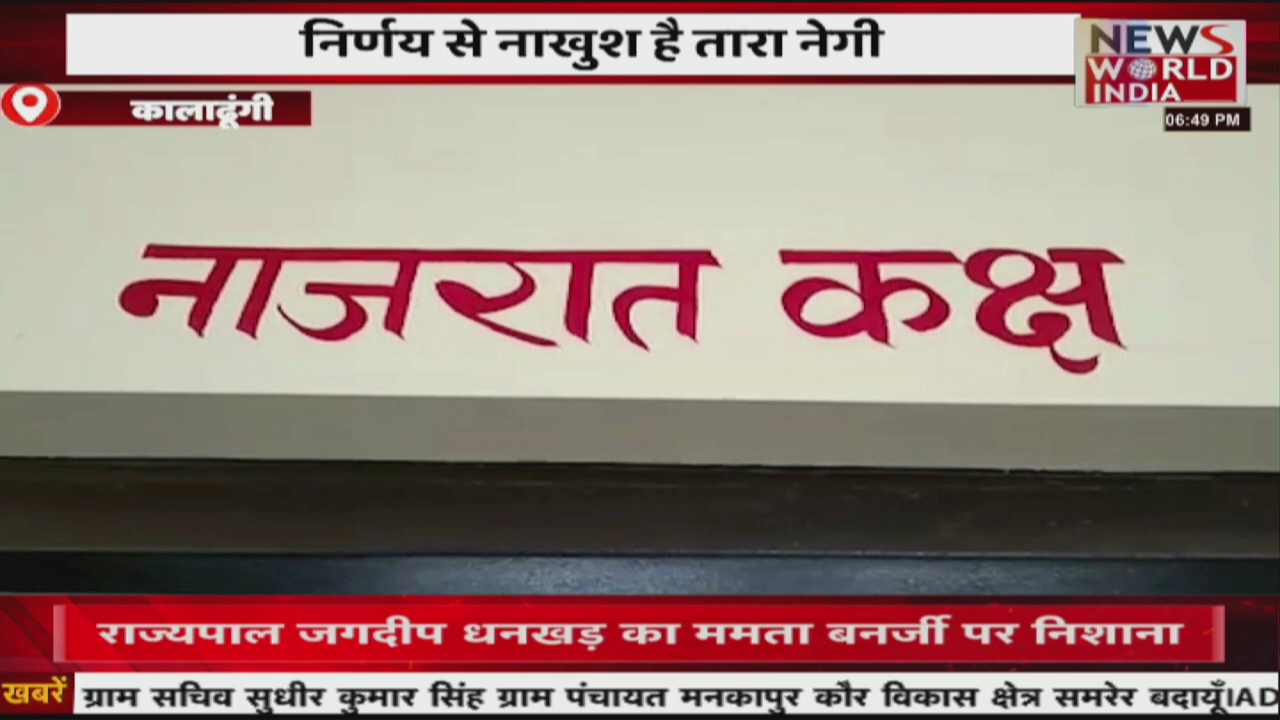 निर्णय से नाखुश है तारा नेगी
NEWS
WORLD
INDIA
कालाढूंगी
06:49 PM
नाजरात कक्ष
राज्यपाल जगदीप धनखड़ का ममता बनर्जी पर निशाना
खबरें ग्राम सचिव सुधीर कुमार सिंह ग्राम पंचायत मनकापुर कौर विकास क्षेत्र समरेर बदायूँ।AD